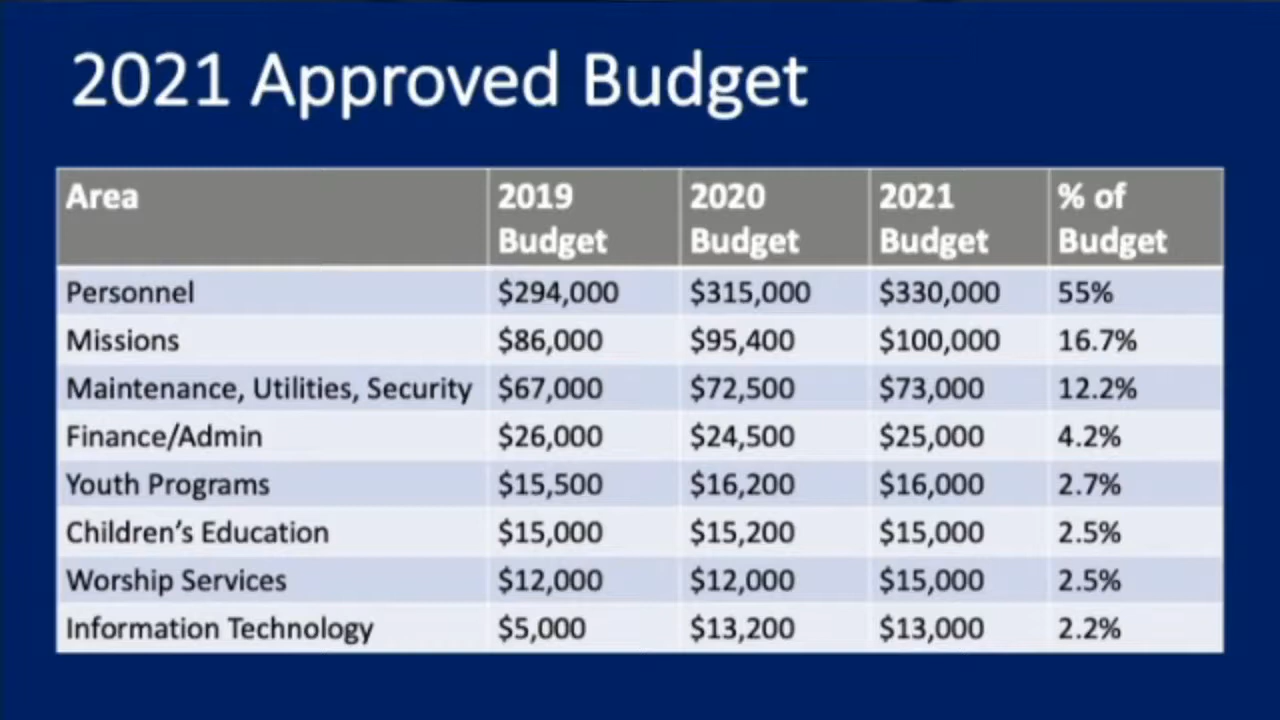 2021 Approved Budget
Area 2019 Budget 2020 Budget 2021 Budget % of Budget
Personnel $294,000 $315,000 $330,000 55%
Missions $86,000 $95,400 $100,000 16.7%
Maintenance, Utilities, Security $67,000 $72,500 $73,000 12.2%
Finance/Admin $26,000 $24,500 $25,000 4.2%
Youth Programs $15,500 $16,200 $16,000 2.7%
Children’s Education $15,000 $15,200 $15,000 2.5%
Worship Services $12,000 $12,000 $15,000 2.5%
Information Technology $5,000 $13,200 $13,000 2.2%